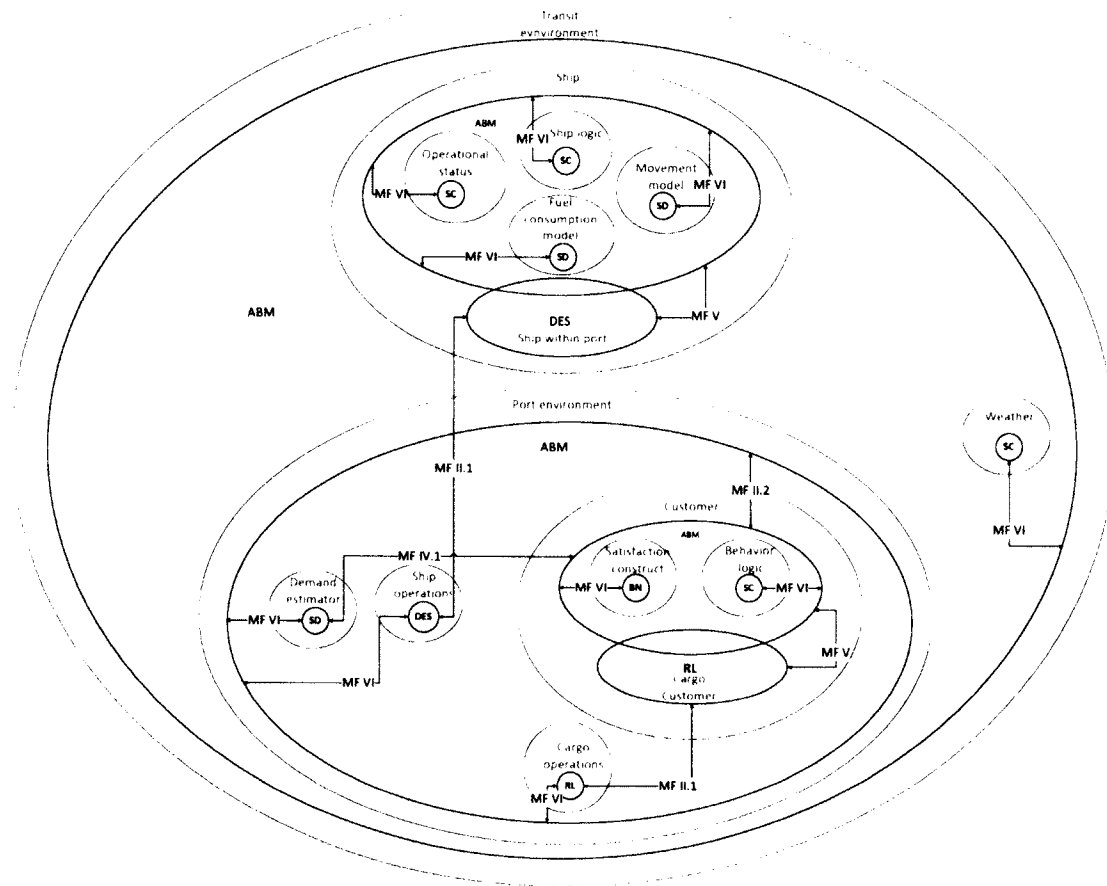 Transit
evnvironment
Ship
ABM
Ship logic
MF VI
SC
Operational
status
MF VI
SC
Movement
model
MF VI
SD
Fuel
consumption
model
MF VI
SD
MF V
DES
Ship within port
ABM
Port environment
ABM
Weather
SC
MF VI
MF II.1
MF II.2
Customer
ABM
Satisfaction
construct
MF VI
BN
Behavior
logic
SC
MF VI
MF IV.1
Demand
estimator
MF VI
SD
Ship
operations
DES
MF VI
MF V
RL
Cargo
Customer
Cargo
operations
RL
MF VI
MF II.1